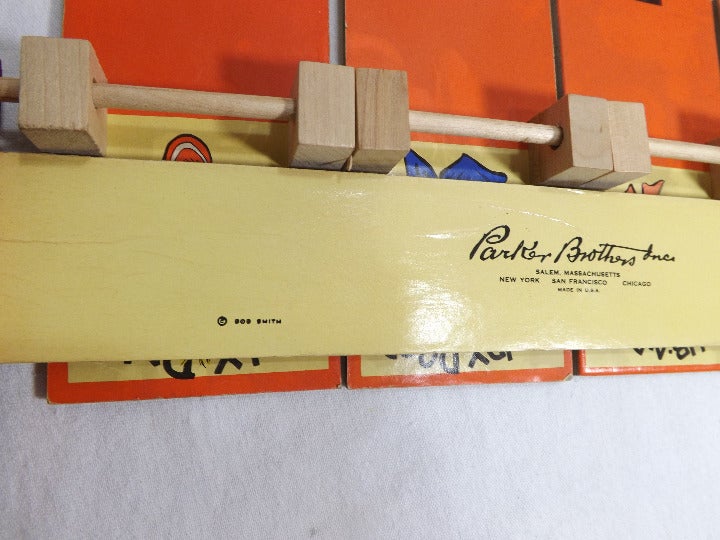 Parker Brothers Inc.
SALEM, MASSACHUSETTS
NEW YORK SAN FRANCISCO CHICAGO
MADE IN U.S.A.
© BOB SMITH